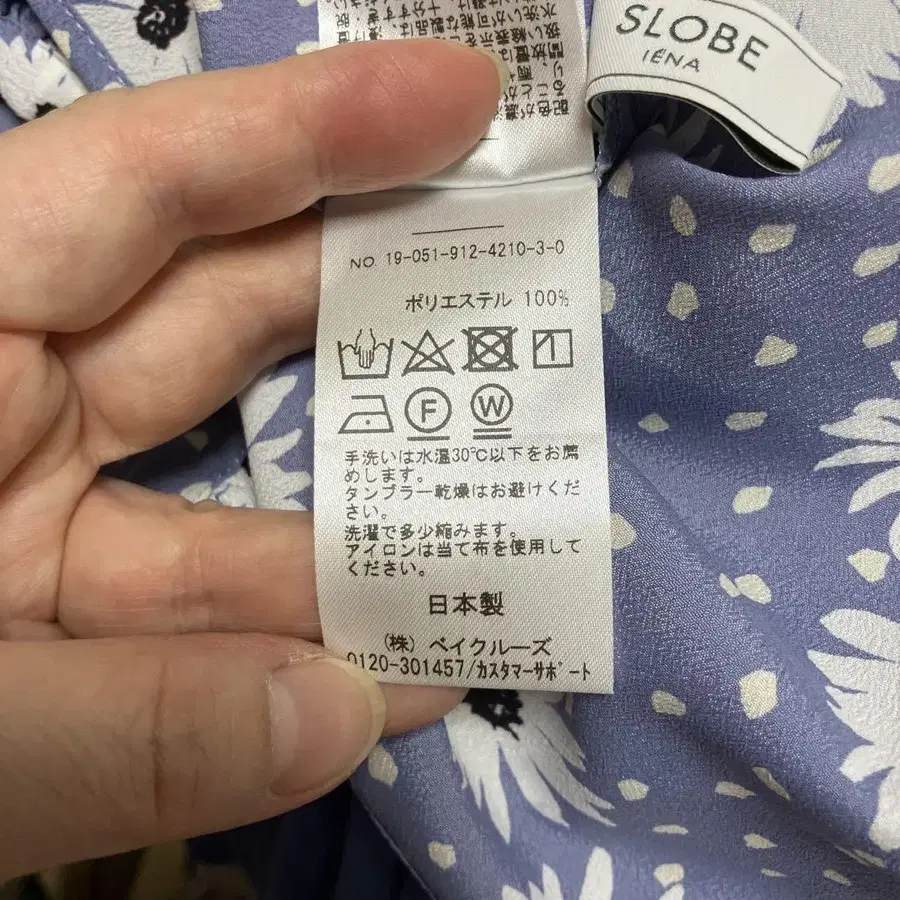 SLOBE
IÉNA
NO. 19-051-912-4210-3-0
ポリエステル 100%
F W
手洗いは水温30℃以下をお薦
めします。
タンブラー乾燥はお避けくだ
さい。
洗濯で多少縮みます。
アイロンは当て布を使用して
ください。
日本製
(株) ベイクルーズ
0120-301457/カスタマーサポート